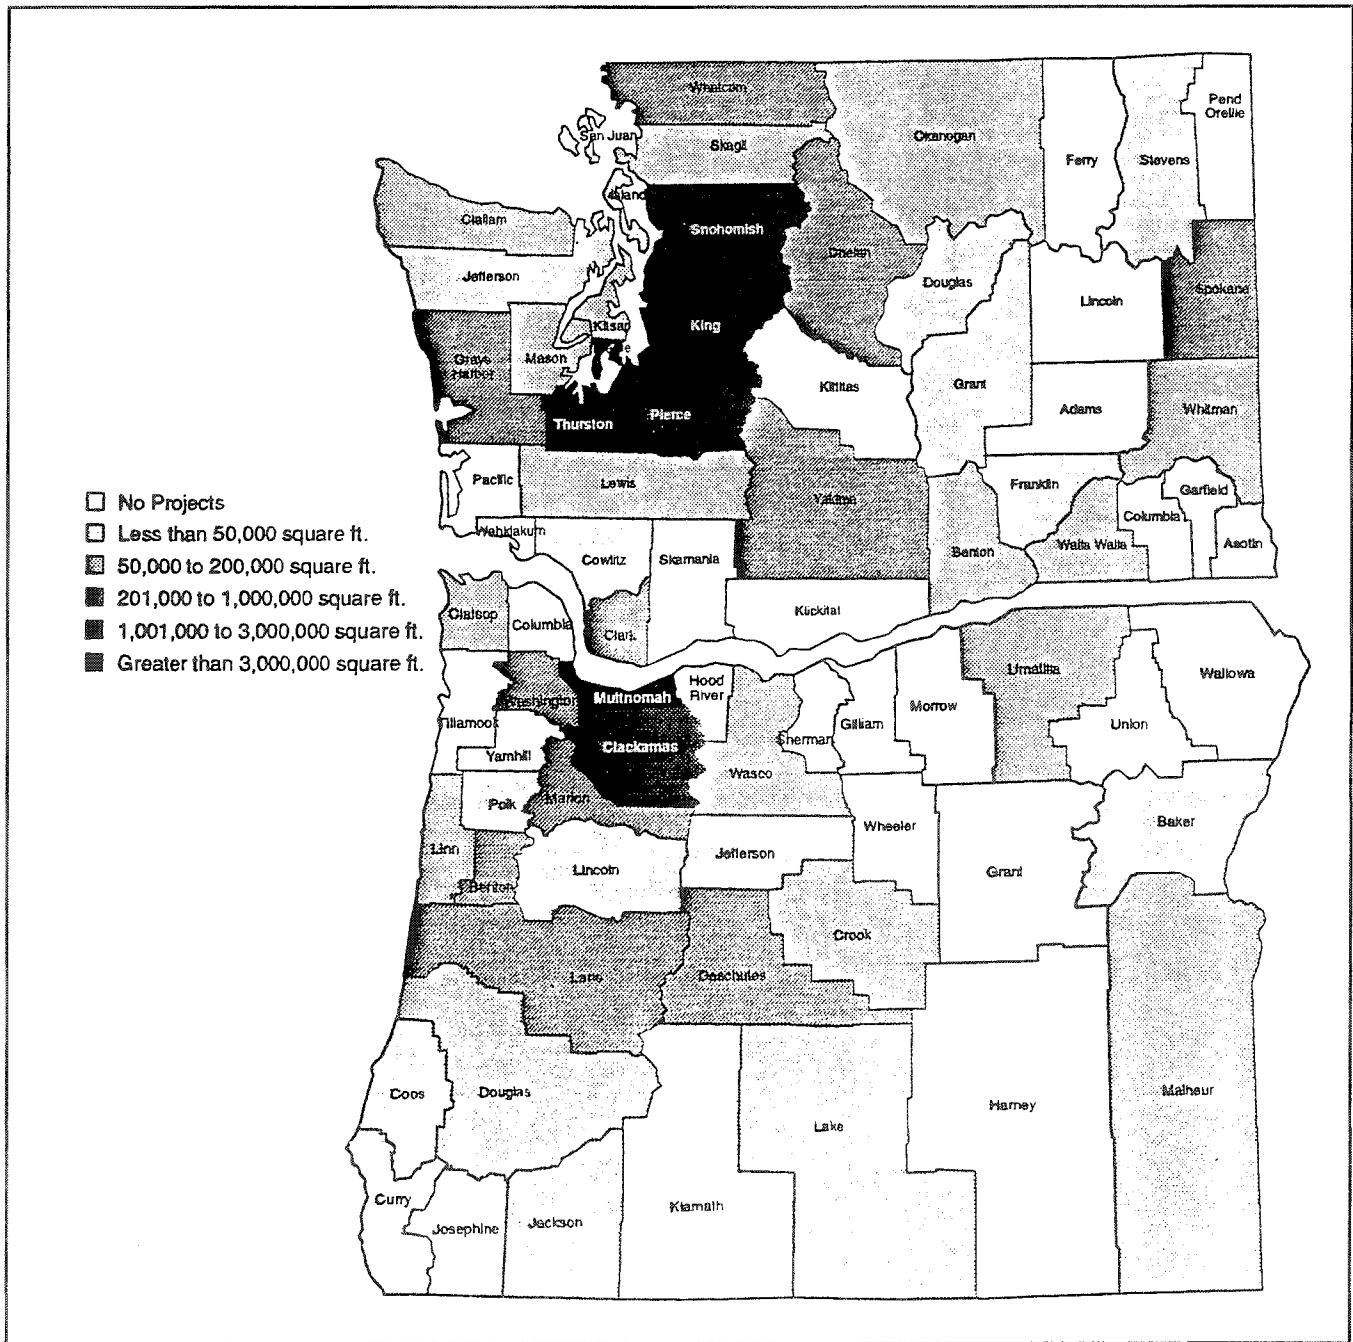 Whatcom
Pend
Oreille
San Juan
Okanogan
Skagit
Ferry
Stevens
Island
Clallam
Snohomish
Chelan
Jefferson
Douglas
Spokane
Lincoln
King
Kitsap
Grays
Harbor
Mason
Grant
Kittitas
Adams
Whitman
Pierce
Thurston
Pacific
Lewis
Yakima
Franklin
Garfield
Columbia
Wahkiakum
Cowlitz
Skamania
Benton
Walla Walla
Asotin
Klickitat
Clatsop
Columbia
Clark
No Projects
Less than 50,000 square ft.
50,000 to 200,000 square ft.
201,000 to 1,000,000 square ft.
1,001,000 to 3,000,000 square ft.
Greater than 3,000,000 square ft.
Umatilla
Wallowa
Hood
River
Washington
Multnomah
Morrow
Tillamook
Gilliam
Union
Sherman
Clackamas
Yamhill
Wasco
Polk
Marion
Baker
Wheeler
Linn
Jefferson
Lincoln
Grant
Benton
Crook
Lane
Deschutes
Coos
Douglas
Malheur
Harney
Lake
Curry
Klamath
Josephine
Jackson